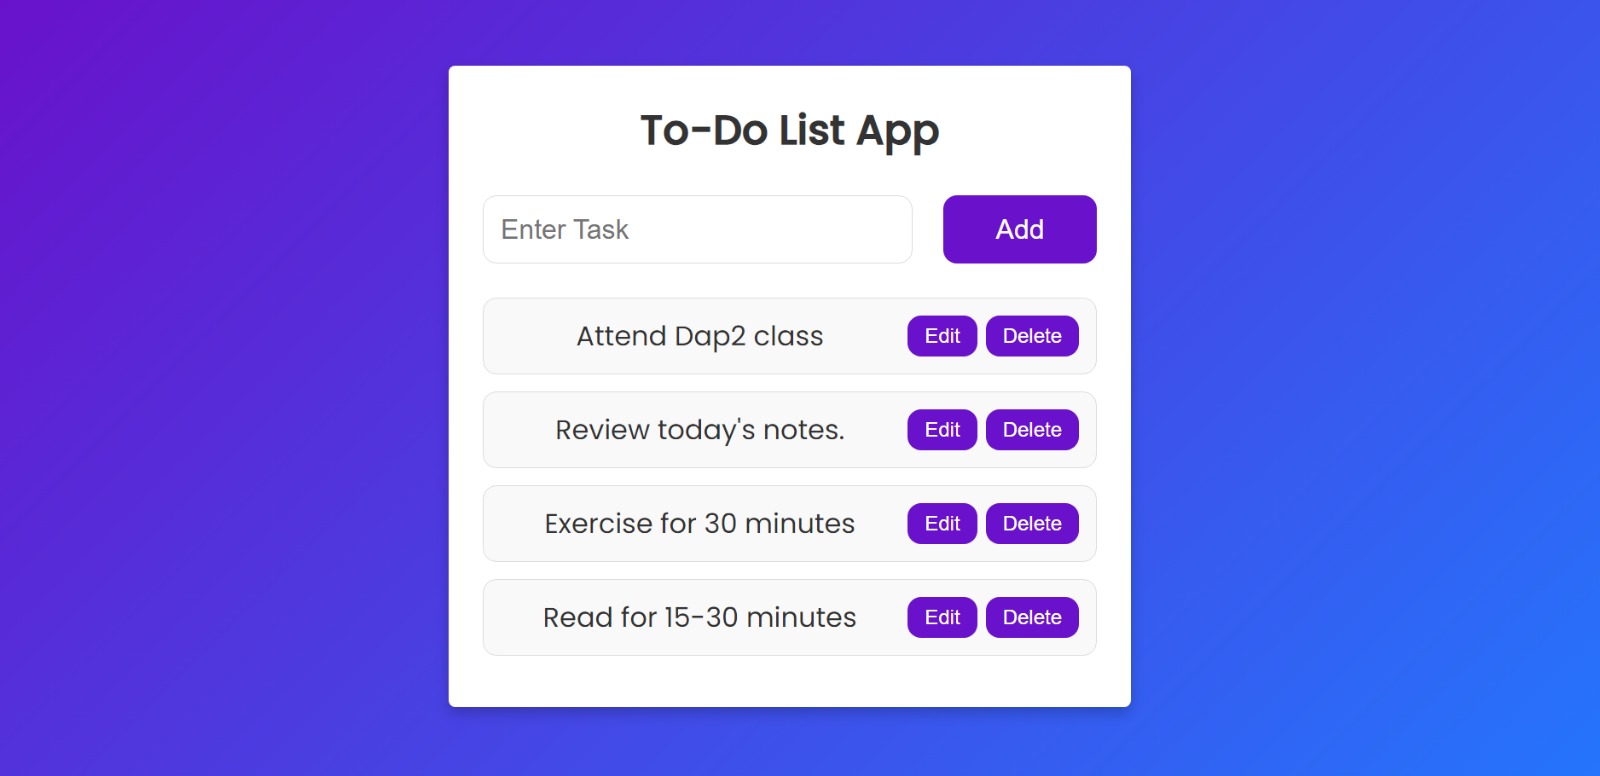 To-Do List App
Enter Task
Add
Attend Dap2 class
Edit
Delete
Review today's notes.
Edit
Delete
Exercise for 30 minutes
Edit
Delete
Read for 15-30 minutes
Edit
Delete